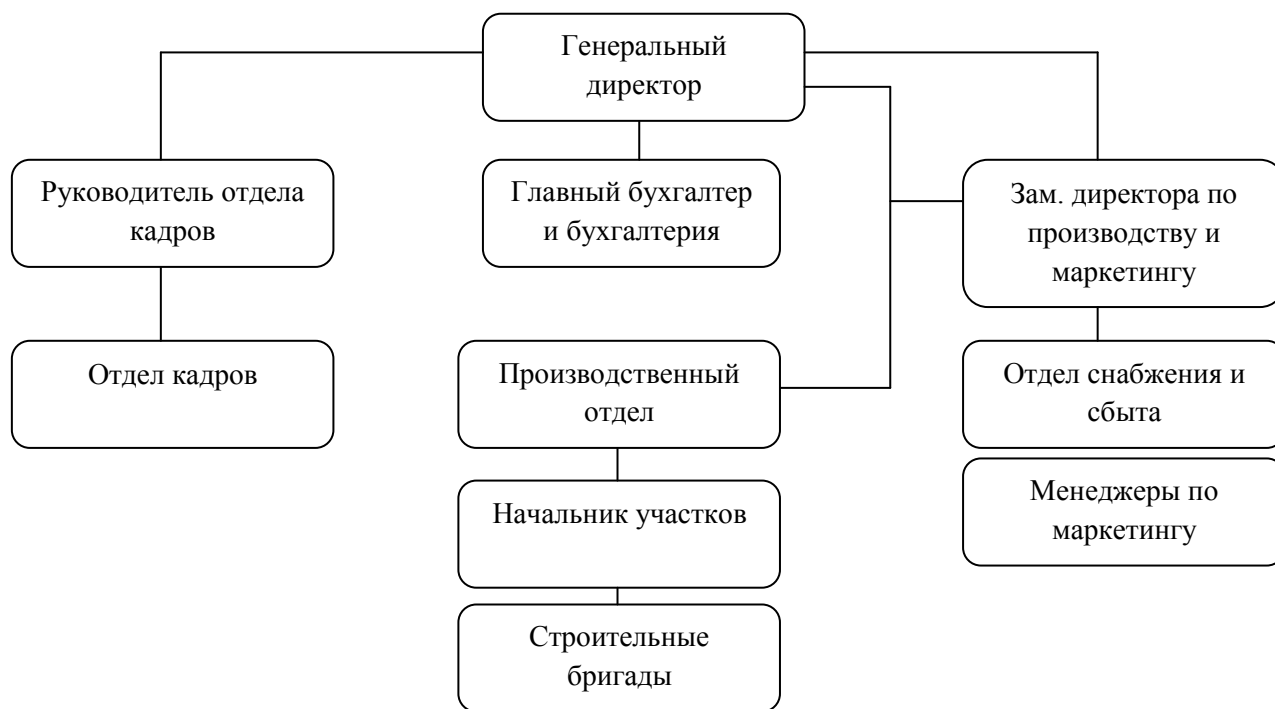 Генеральный
директор
Руководитель отдела
кадров
Главный бухгалтер
и бухгалтерия
Зам. директора по
производству и
маркетингу
Отдел кадров
Производственный
отдел
Отдел снабжения и
сбыта
Начальник участков
Менеджеры по
маркетингу
Строительные
бригады